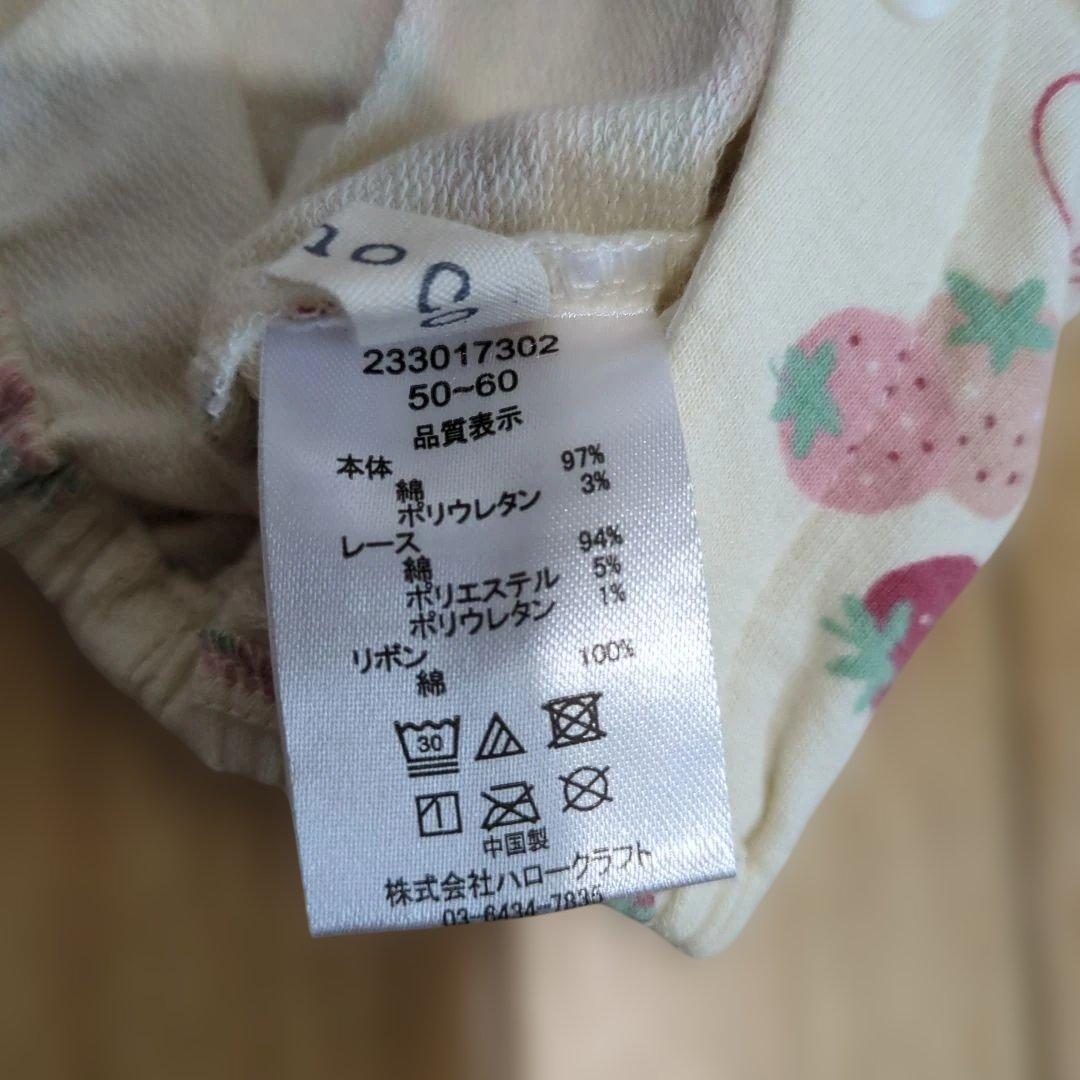 233017302
50~60
品質表示
本体
綿 97%
ポリウレタン 3%
レース
綿 94%
ポリエステル 5%
ポリウレタン 1%
リボン
綿 100%
30
中国製
株式会社ハロークラフト
03-6434-7835